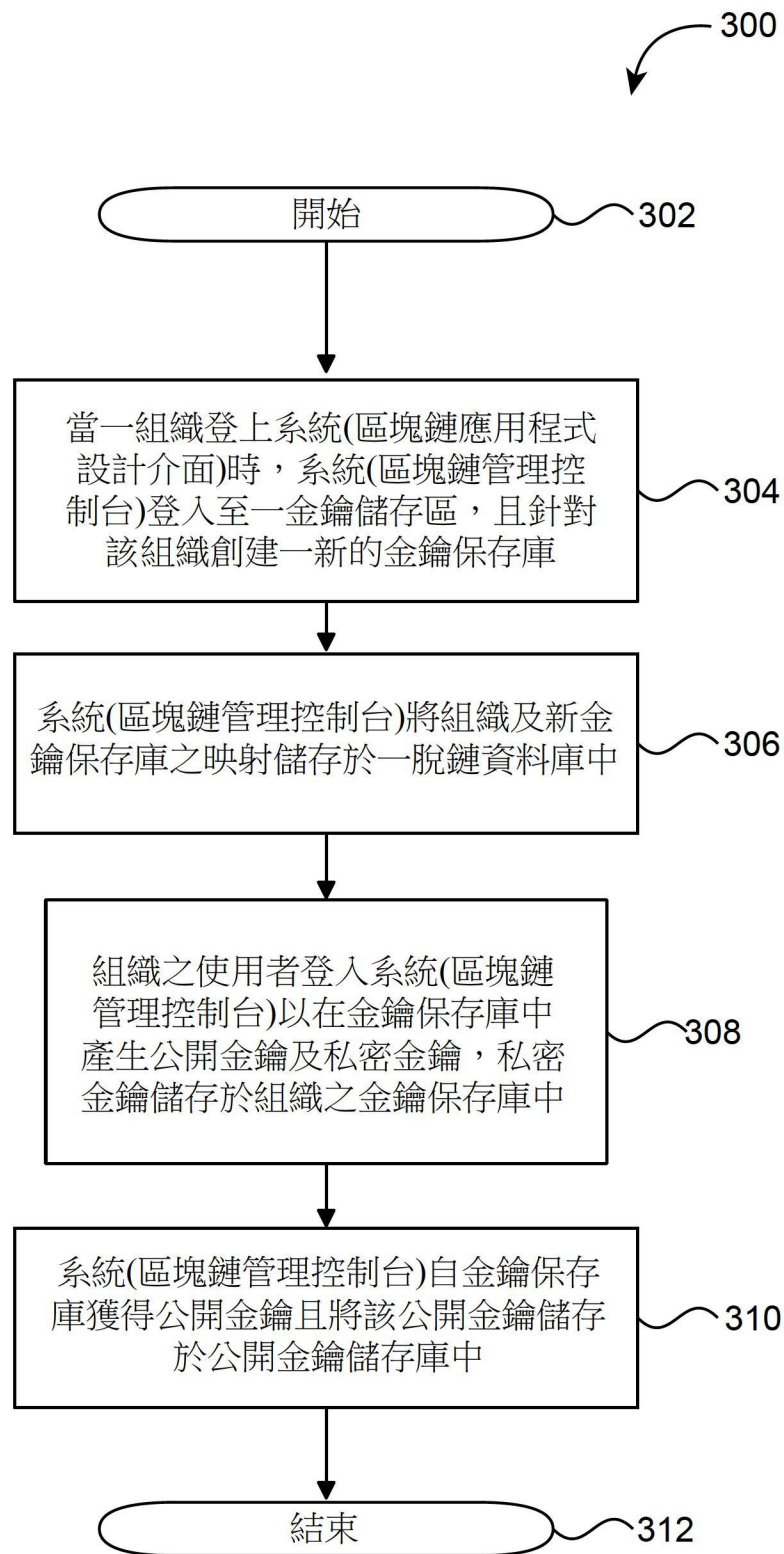 300
開始
302
當一組織登上系統(區塊鏈應用程式
設計介面)時，系統(區塊鏈管理控
制台)登入至一金鑰儲存區，且針對
該組織創建一新的金鑰保存庫
304
系統(區塊鏈管理控制台)將組織及新金
鑰保存庫之映射儲存於一脫鏈資料庫中
306
組織之使用者登入系統(區塊鏈
管理控制台)以在金鑰保存庫中
產生公開金鑰及私密金鑰，私密
金鑰儲存於組織之金鑰保存庫中
308
系統(區塊鏈管理控制台)自金鑰保存
庫獲得公開金鑰且將該公開金鑰儲存
於公開金鑰儲存庫中
310
結束
312